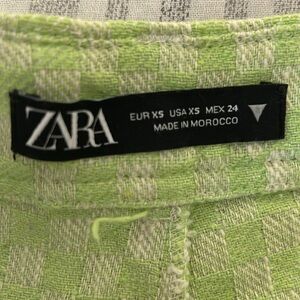 ZARA
EUR XS USA XS MEX 24
MADE IN MOROCCO